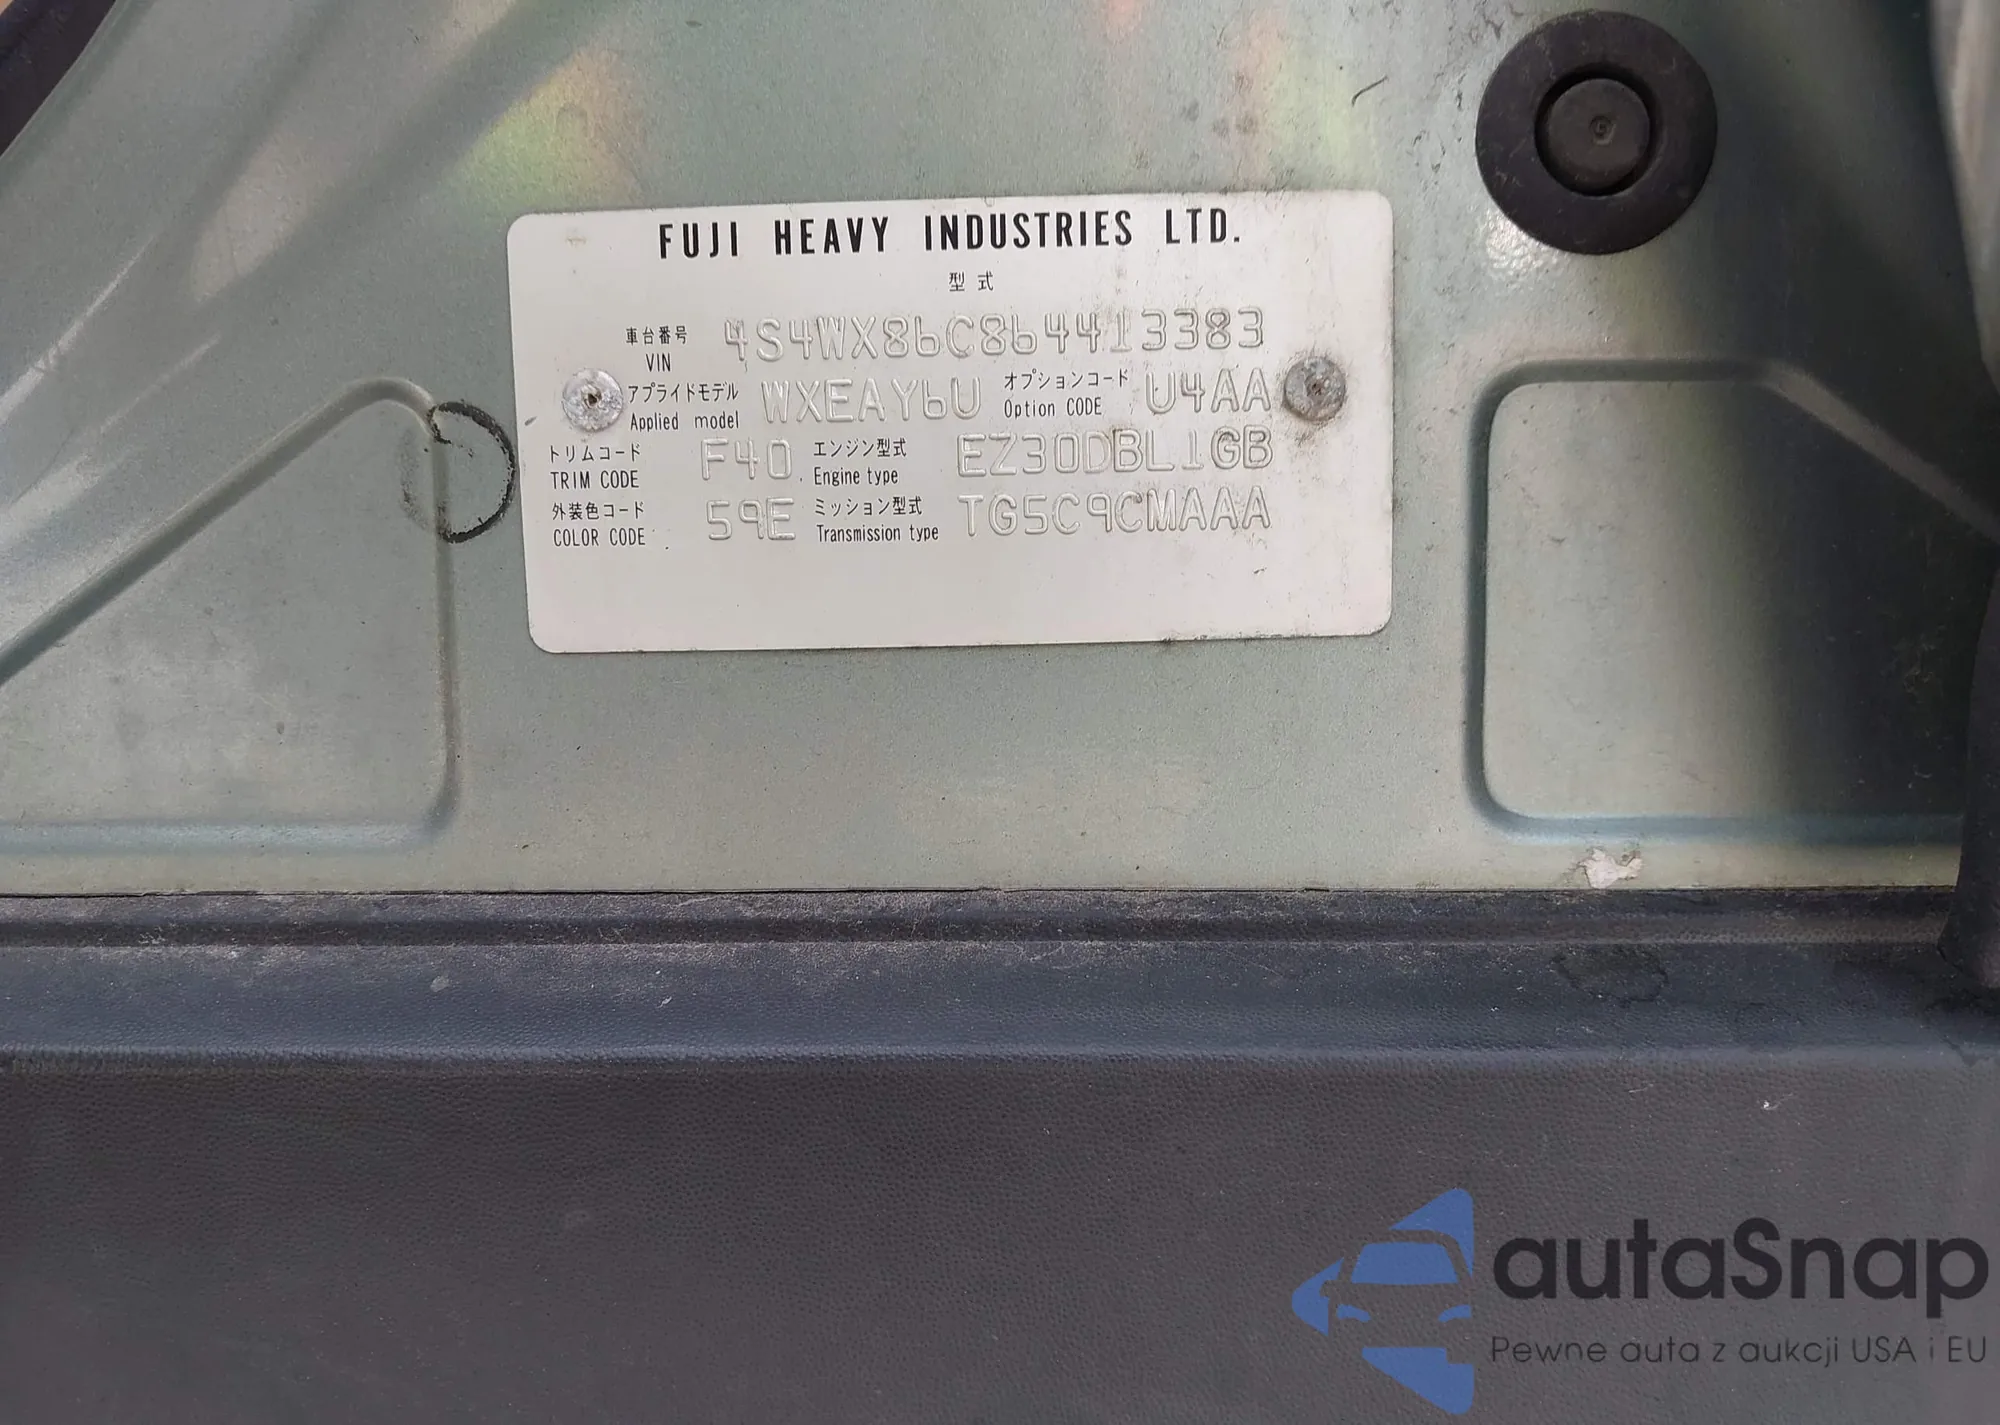 FUJI HEAVY INDUSTRIES LTD.
型式
車台番号 VIN 4S4WX86C864413383
アプライドモデル Applied model WXEAY6U オプションコード Option CODE U4AA
トリムコード TRIM CODE F40 エンジン型式 Engine type EZ30DBL1GB
外装色コード COLOR CODE 59E ミッション型式 Transmission type TG5C9CMAAA
autaSnap
Pewne auta z aukcji USA i EU